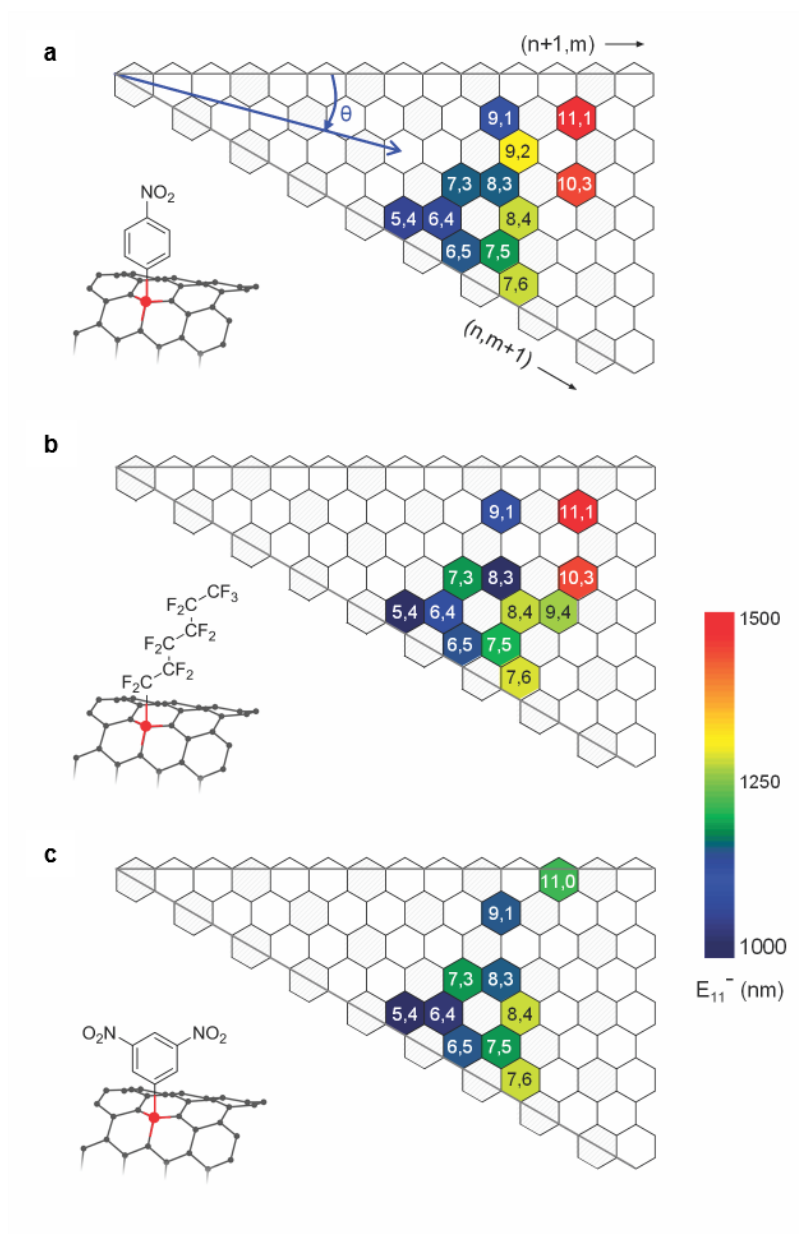 a
(n+1,m)
θ
9,1 11,1
9,2
7,3 8,3 10,3
5,4 6,4 8,4
6,5 7,5
7,6
(n,m+1)
NO2
b
9,1 11,1
7,3 8,3 10,3
5,4 6,4 8,4 9,4
6,5 7,5
7,6
CF3
F2C
CF2
F2C
CF2
F2C
1500
1250
1000
E11⁻ (nm)
c
11,0
9,1
7,3 8,3
5,4 6,4 8,4
6,5 7,5
7,6
O2N NO2